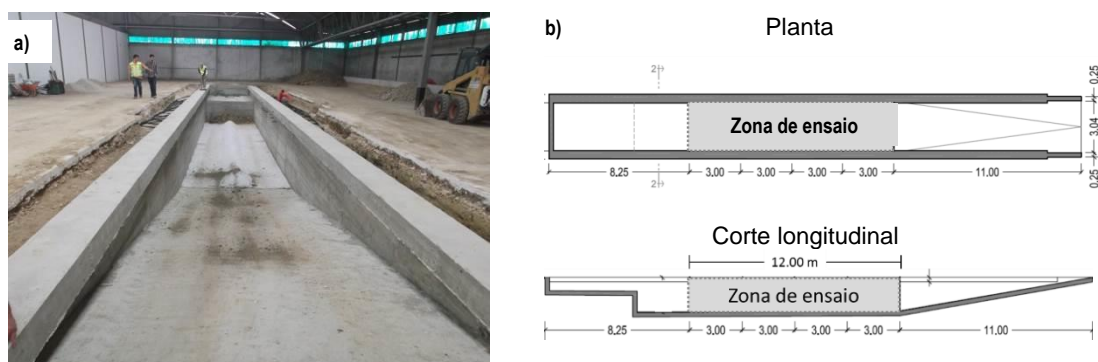 a)
b)
Planta
2
0,25
Zona de ensaio
3.04
8,25 3,00 3,00 3,00 3,00 11,00
2
0,25
Corte longitudinal
12.00 m
Zona de ensaio
8,25 3,00 3,00 3,00 3,00 11,00